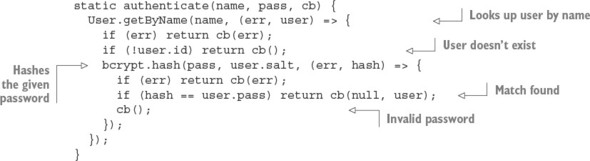 static authenticate(name, pass, cb) {
User.getByName(name, (err, user) => {
Looks up user by name
if (err) return cb(err);
if (!user.id) return cb();
User doesn't exist
Hashes
the given
password
bcrypt.hash(pass, user.salt, (err, hash) => {
if (err) return cb(err);
if (hash == user.pass) return cb(null, user);
Match found
cb();
Invalid password
});
});
}